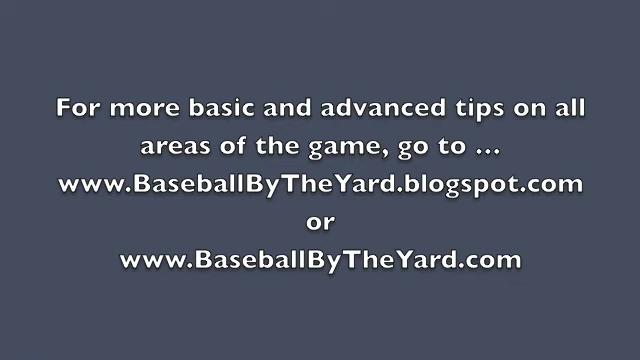 For more basic and advanced tips on all
areas of the game, go to ...
www.BaseballByTheYard.blogspot.com
or
www.BaseballByTheYard.com